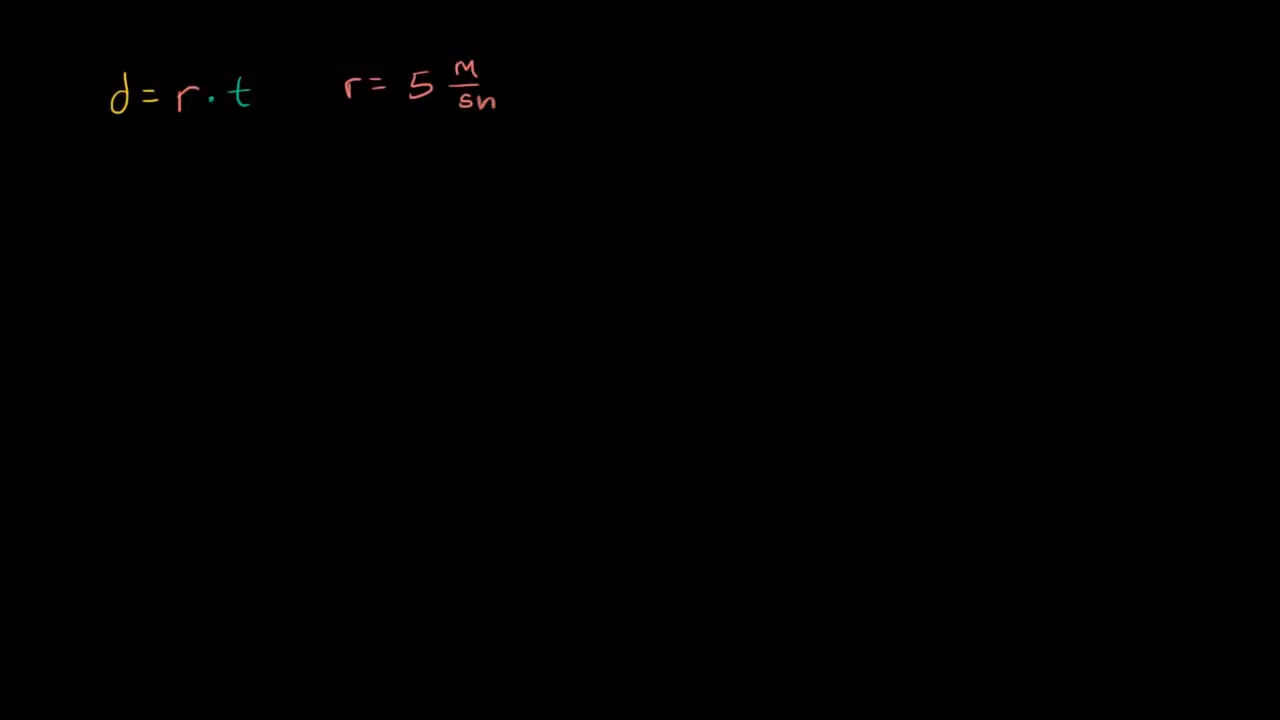 d = r · t    r = 5 m/sn